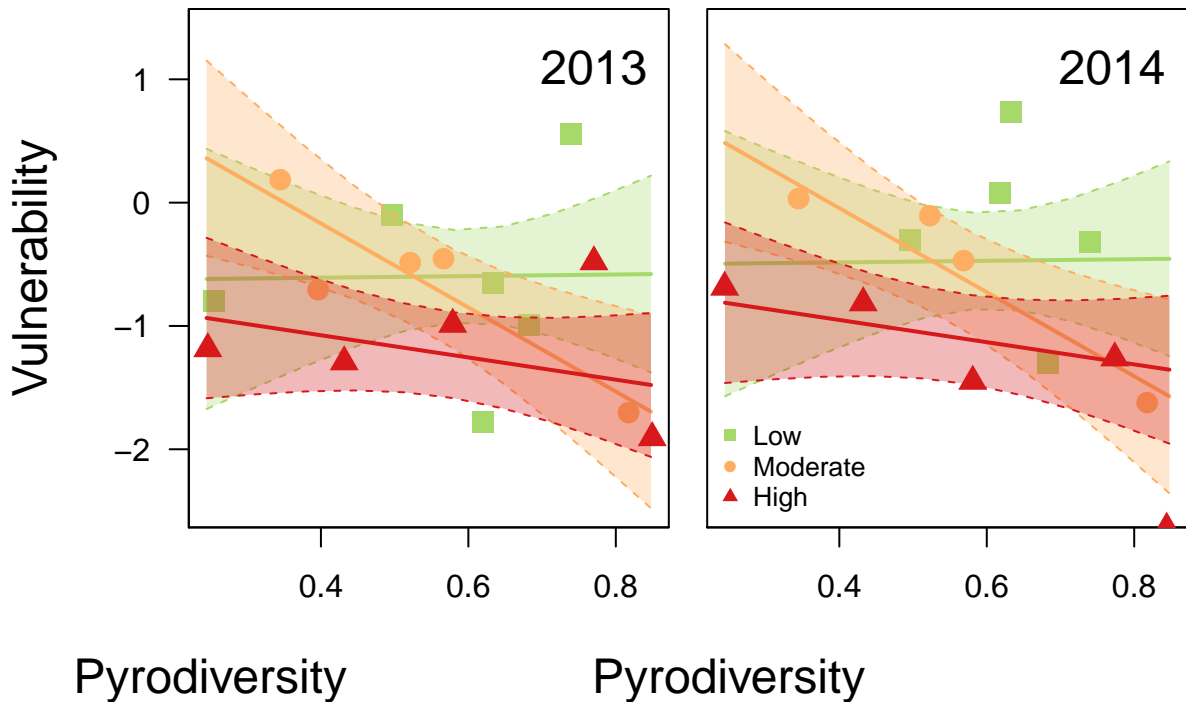 2013
2014
Vulnerability
1
0
−1
−2
Low
Moderate
High
0.4
0.6
0.8
0.4
0.6
0.8
Pyrodiversity
Pyrodiversity